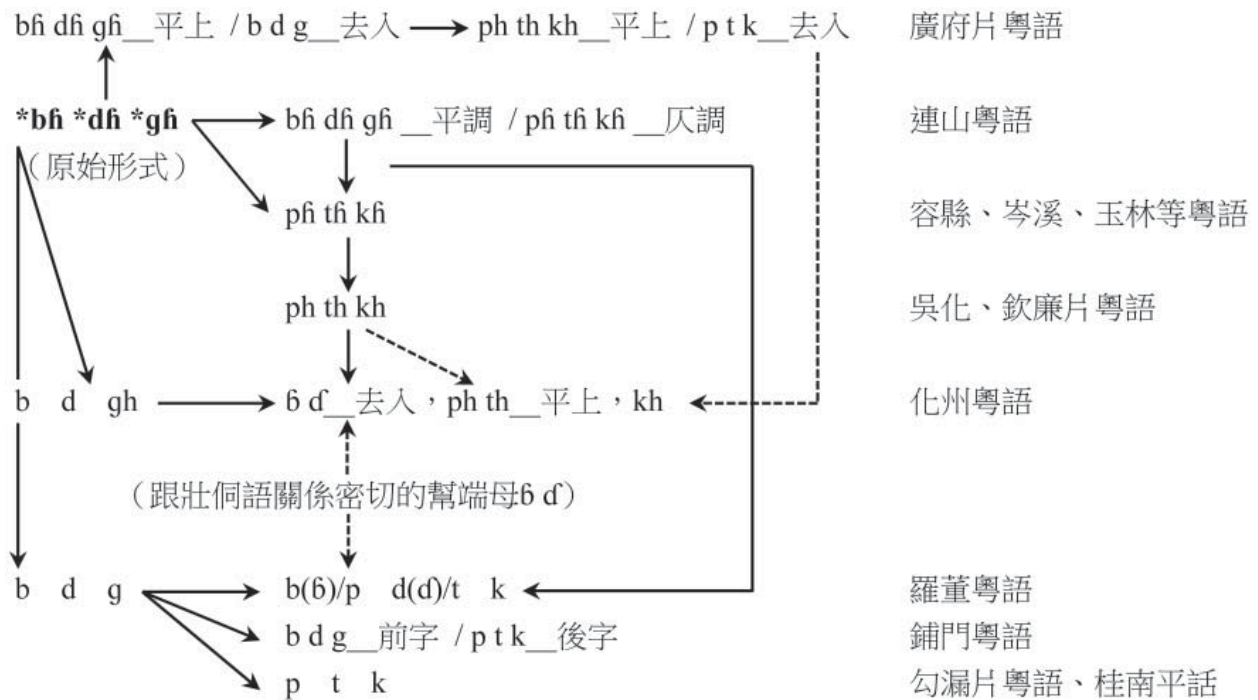 bɦ dɦ ɡɦ__平上 / b d ɡ__去入 ph th kh__平上 / p t k__去入 廣府片粵語
*bɦ *dɦ *ɡɦ bɦ dɦ ɡɦ __平調 / pɦ tɦ kɦ __仄調 連山粵語
(原始形式)
pɦ tɦ kɦ 容縣、岑溪、玉林等粵語
ph th kh 吳化、欽廉片粵語
b d ɡh ɓ ɗ__去入,ph th__平上,kh 化州粵語
(跟壯侗語關係密切的幫端母ɓ ɗ)
b d ɡ b(ɓ)/p d(ɗ)/t k 羅董粵語
b d ɡ__前字 / p t k__後字 鋪門粵語
p t k 勾漏片粵語、桂南平話